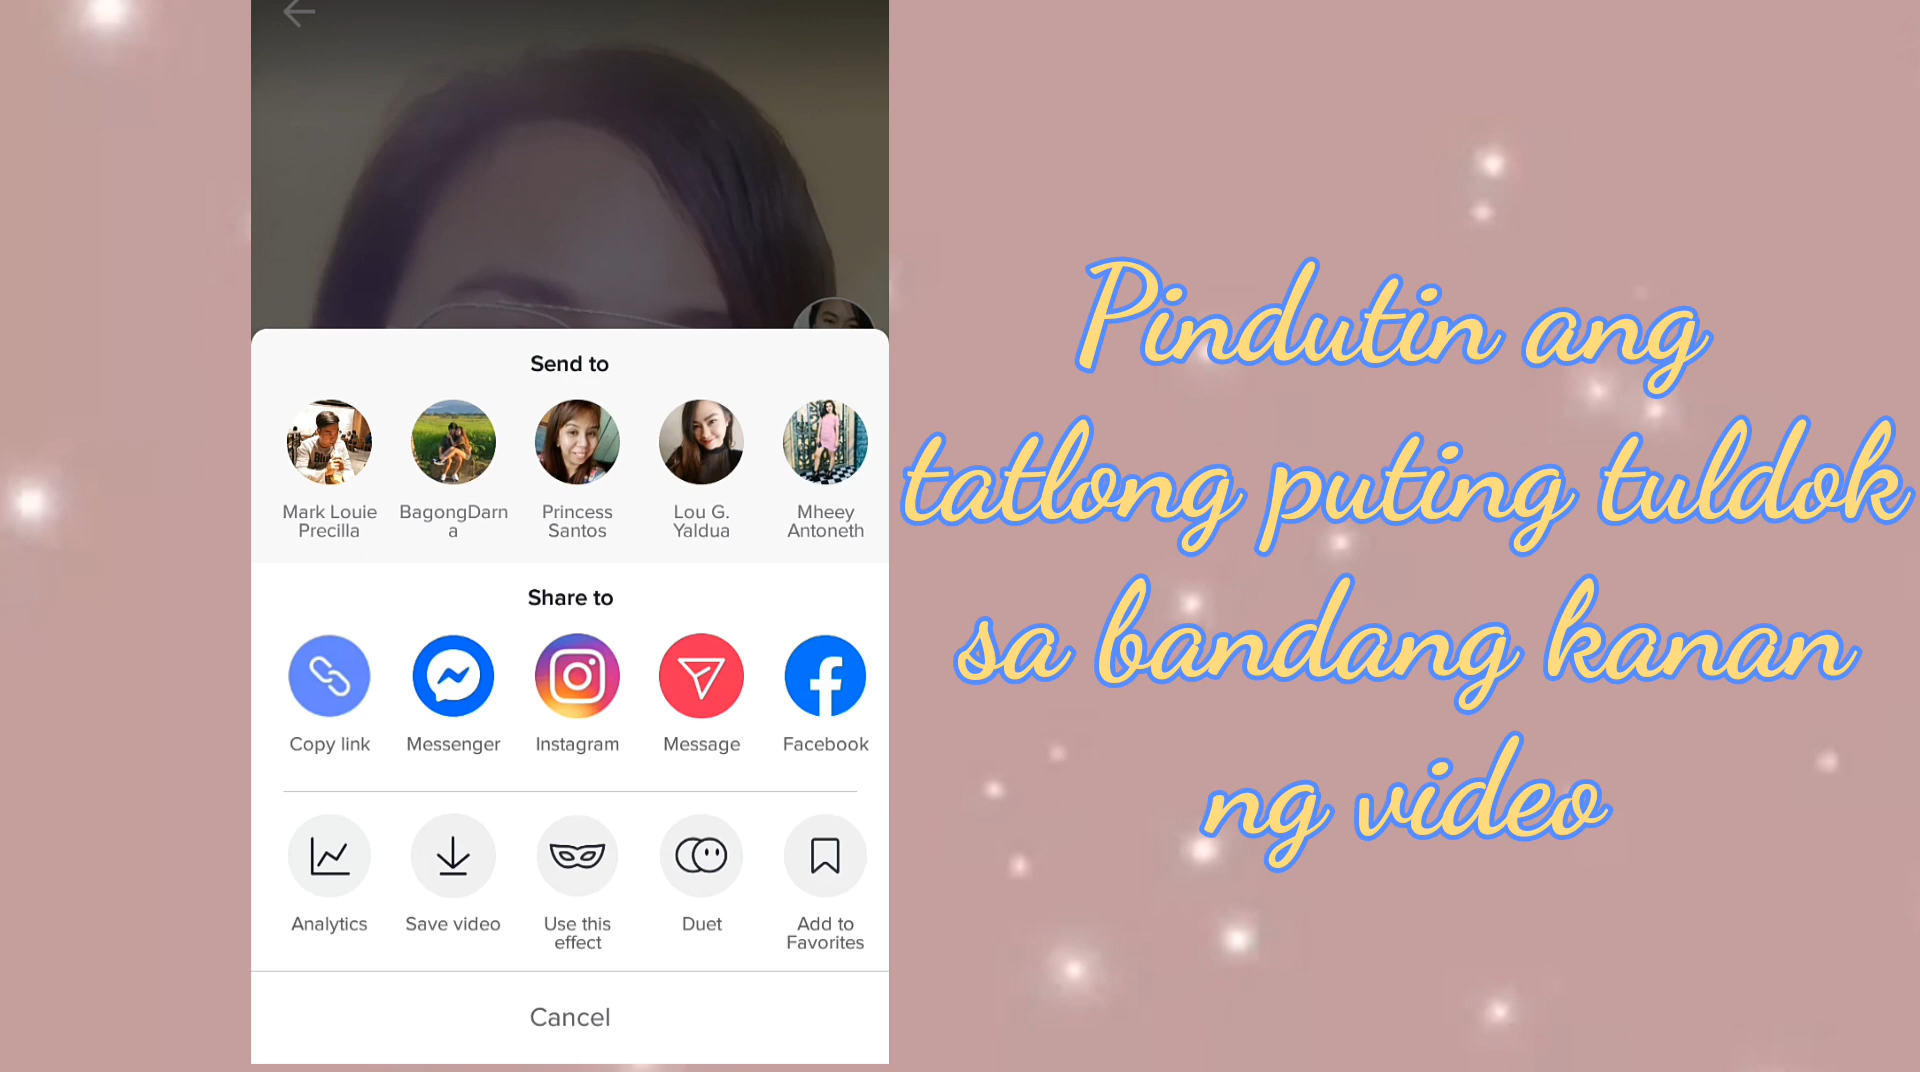 Send to
Mark Louie
Precilla
BagongDarn
a
Princess
Santos
Lou G.
Yaldua
Mheey
Antoneth
Share to
Copy link
Messenger
Instagram
Message
Facebook
Analytics
Save video
Use this
effect
Duet
Add to
Favorites
Cancel
Pindutin ang
tatlong puting tuldok
sa bandang kanan
ng video